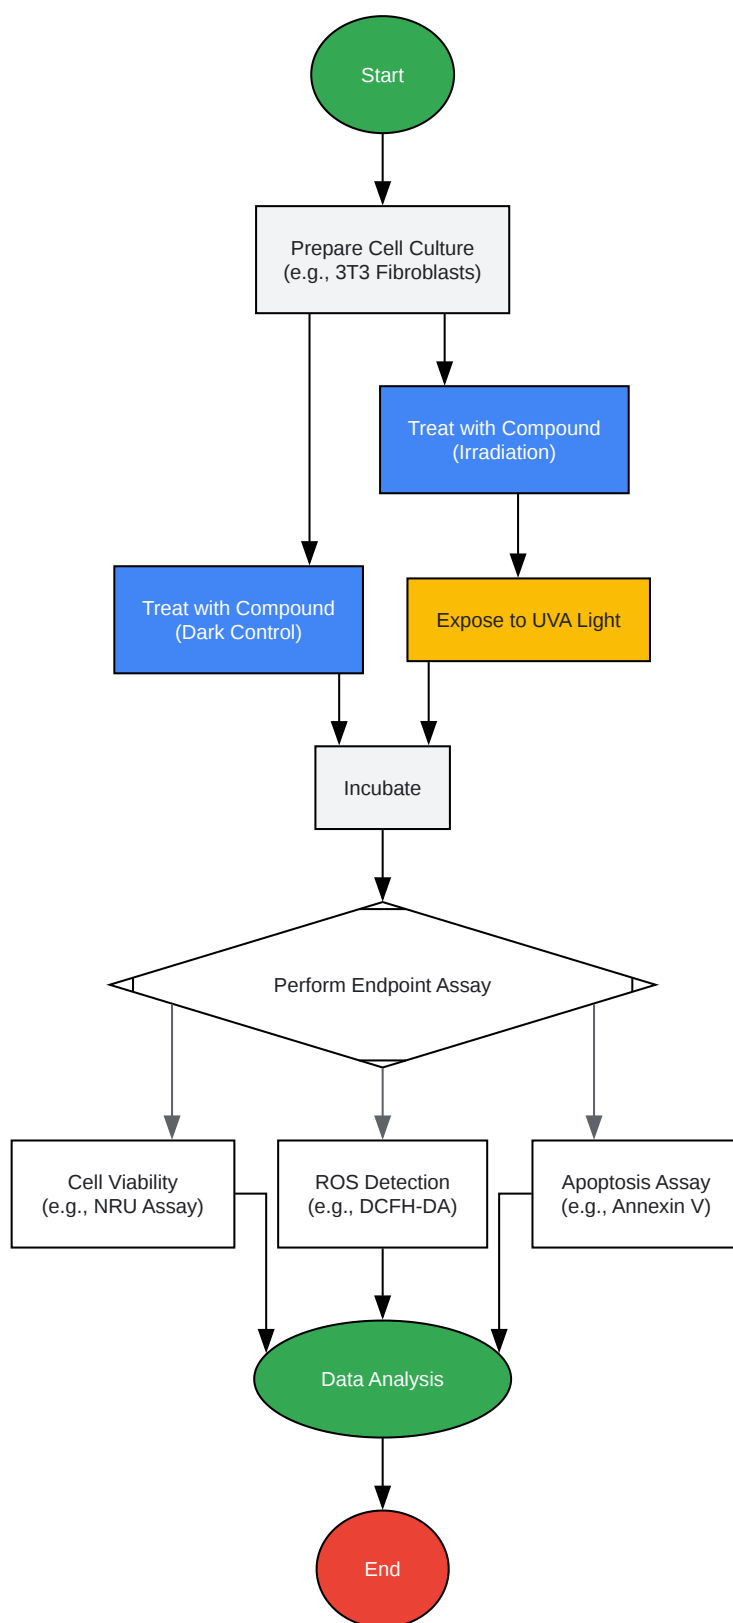 Start
Prepare Cell Culture
(e.g., 3T3 Fibroblasts)
Treat with Compound
(Irradiation)
Treat with Compound
(Dark Control)
Expose to UVA Light
Incubate
Perform Endpoint Assay
Cell Viability
(e.g., NRU Assay)
ROS Detection
(e.g., DCFH-DA)
Apoptosis Assay
(e.g., Annexin V)
Data Analysis
End